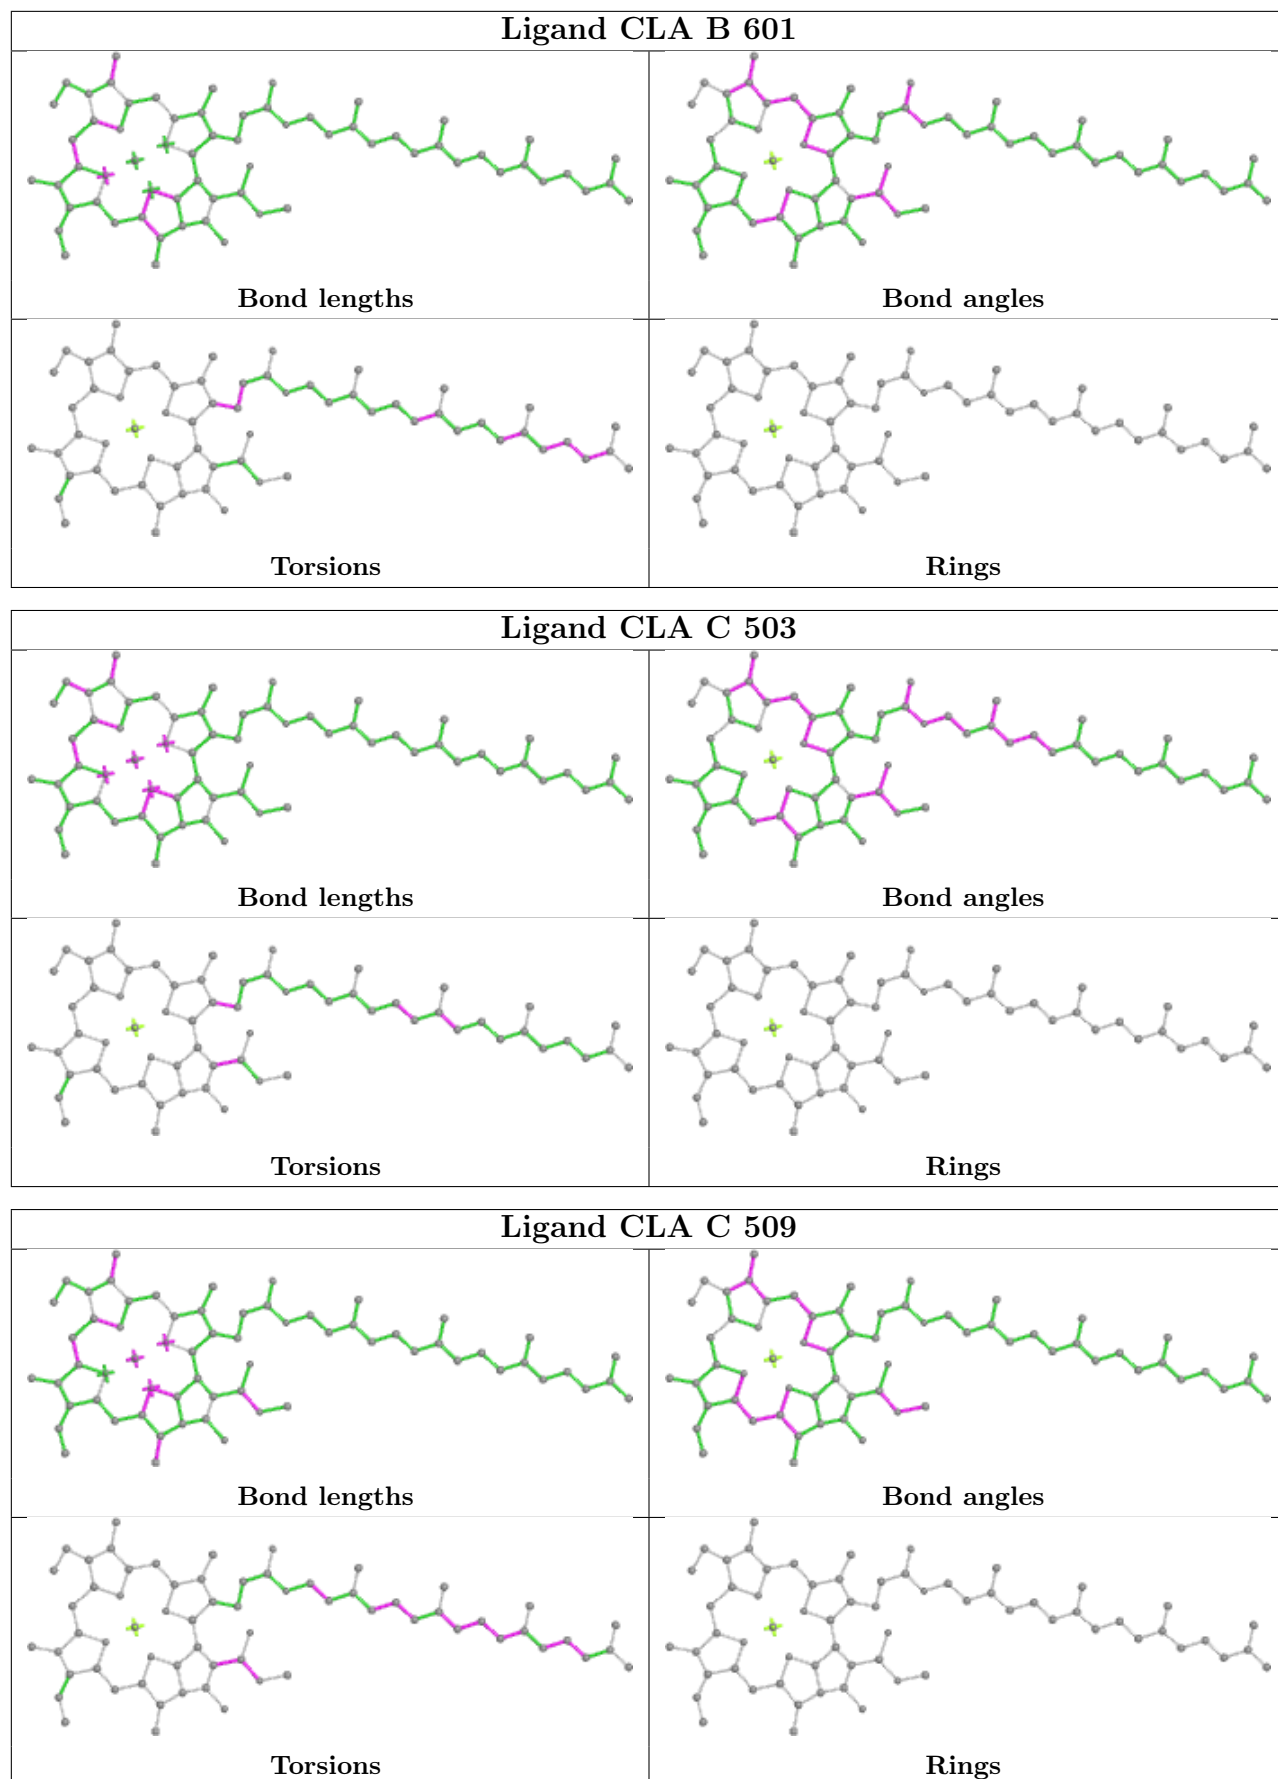 Ligand CLA B 601
Bond lengths
Bond angles
Torsions
Rings
Ligand CLA C 503
Bond lengths
Bond angles
Torsions
Rings
Ligand CLA C 509
Bond lengths
Bond angles
Torsions
Rings